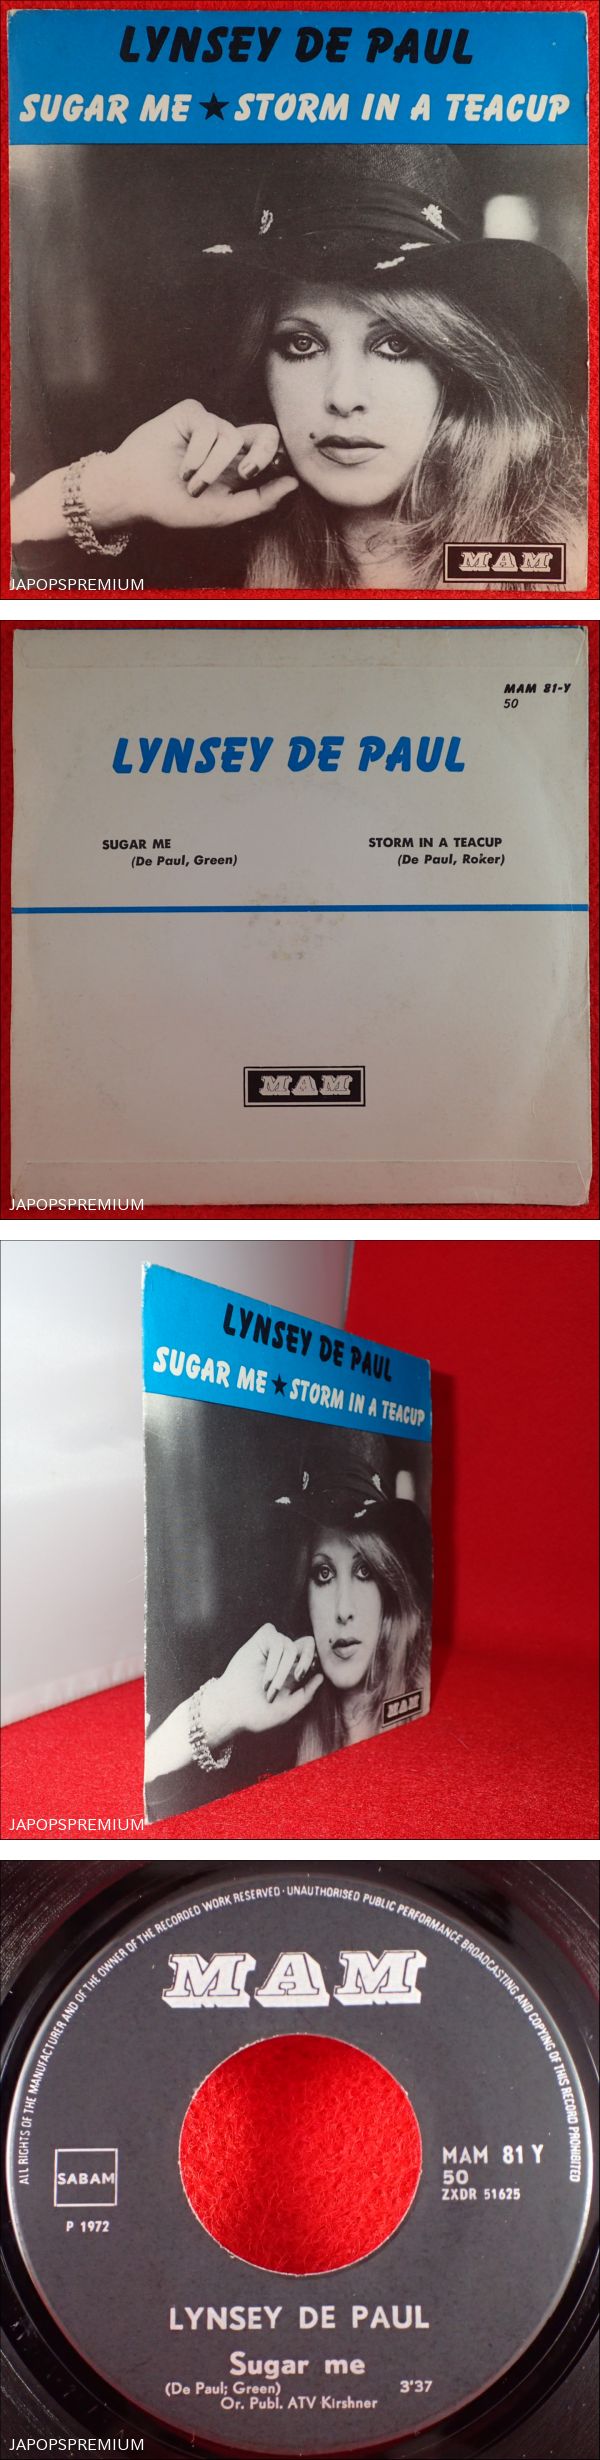 LYNSEY DE PAUL
SUGAR ME ★ STORM IN A TEACUP
MAM
JAPOPSPREMIUM
MAM 81-Y
50
LYNSEY DE PAUL
SUGAR ME
(De Paul, Green)
STORM IN A TEACUP
(De Paul, Roker)
MAM
JAPOPSPREMIUM
LYNSEY DE PAUL
SUGAR ME ★ STORM IN A TEACUP
MAM
JAPOPSPREMIUM
ALL RIGHTS OF THE MANUFACTURER AND OF THE OWNER OF THE RECORDED WORK RESERVED · UNAUTHORISED PUBLIC PERFORMANCE BROADCASTING AND COPYING OF THIS RECORD PROHIBITED
MAM
SABAM
P 1972
MAM 81 Y
50
ZXDR 51625
LYNSEY DE PAUL
Sugar me
(De Paul; Green) 3'37
Or. Publ. ATV Kirshner
JAPOPSPREMIUM